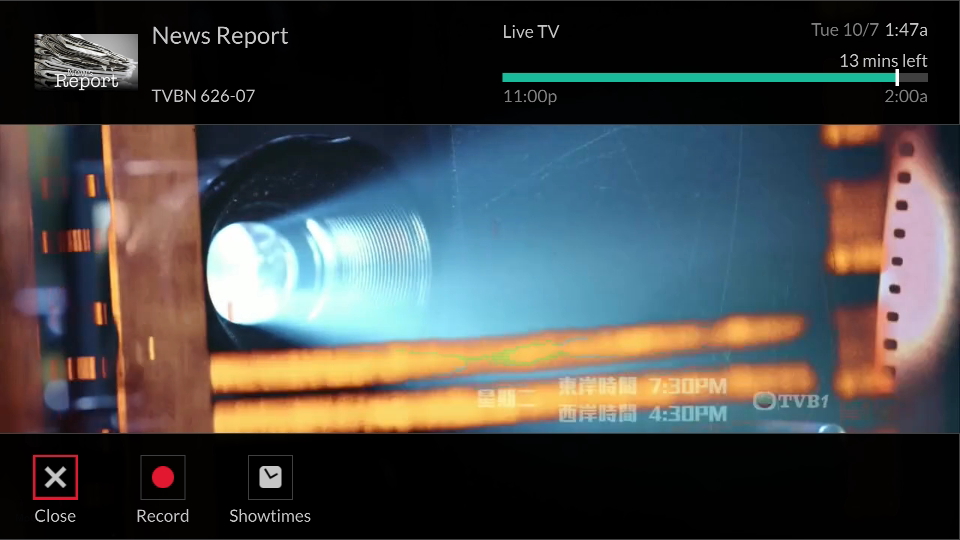 News Report
Live TV
Tue 10/7 1:47a
13 mins left
Report
TVBN 626-07
11:00p
2:00a
星期二
東岸時間 7:30PM
西岸時間 4:30PM
TVB1
Close
Record
Showtimes